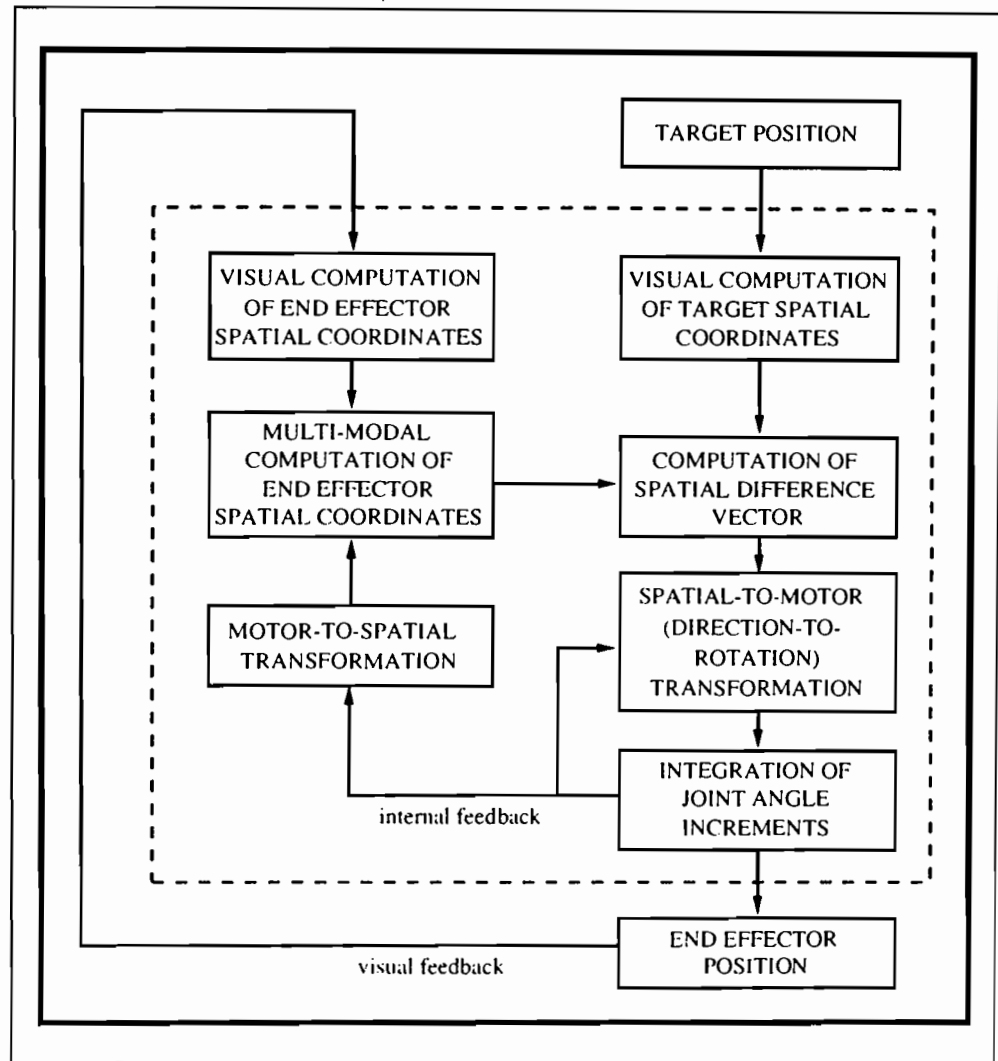 TARGET POSITION
VISUAL COMPUTATION
OF END EFFECTOR
SPATIAL COORDINATES
VISUAL COMPUTATION
OF TARGET SPATIAL
COORDINATES
MULTI-MODAL
COMPUTATION OF
END EFFECTOR
SPATIAL COORDINATES
COMPUTATION OF
SPATIAL DIFFERENCE
VECTOR
MOTOR-TO-SPATIAL
TRANSFORMATION
SPATIAL-TO-MOTOR
(DIRECTION-TO-
ROTATION)
TRANSFORMATION
INTEGRATION OF
JOINT ANGLE
INCREMENTS
internal feedback
END EFFECTOR
POSITION
visual feedback